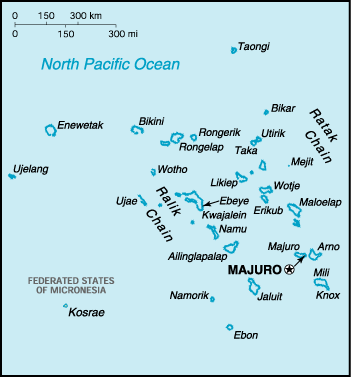 0 150 300 km
0 150 300 mi
Taongi
North Pacific Ocean
Bikar
Ratak Chain
Enewetak
Bikini
Rongerik
Utirik
Rongelap
Taka
Mejit
Ujelang
Wotho
Likiep
Wotje
Ujae
Ralik Chain
Ebeye
Maloelap
Erikub
Kwajalein
Namu
Majuro
Arno
Ailinglapalap
MAJURO
FEDERATED STATES
OF MICRONESIA
Mili
Namorik
Jaluit
Knox
Kosrae
Ebon